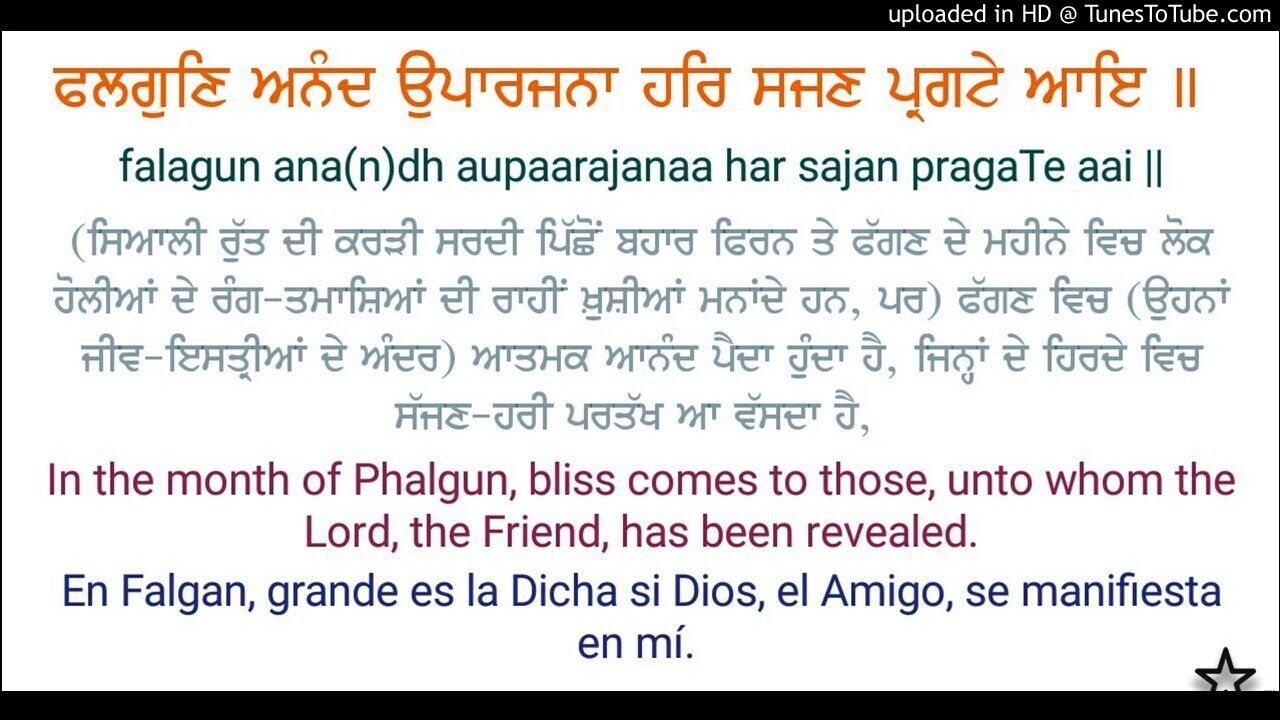 uploaded in HD @ TunesToTube.com
ਫਲਗੁਣਿ ਅਨੰਦ ਉਪਾਰਜਨਾ ਹਰਿ ਸਜਣ ਪ੍ਰਗਟੇ ਆਇ ॥
falagun ana(n)dh aupaarajanaa har sajan pragaTe aai ||
(ਸਿਆਲੀ ਰੁੱਤ ਦੀ ਕਰੜੀ ਸਰਦੀ ਪਿੱਛੋਂ ਬਹਾਰ ਫਿਰਨ ਤੇ ਫੱਗਣ ਦੇ ਮਹੀਨੇ ਵਿਚ ਲੋਕ
ਹੋਲੀਆਂ ਦੇ ਰੰਗ-ਤਮਾਸ਼ਿਆਂ ਦੀ ਰਾਹੀਂ ਖ਼ੁਸ਼ੀਆਂ ਮਨਾਂਦੇ ਹਨ, ਪਰ) ਫੱਗਣ ਵਿਚ (ਉਹਨਾਂ
ਜੀਵ-ਇਸਤ੍ਰੀਆਂ ਦੇ ਅੰਦਰ) ਆਤਮਕ ਆਨੰਦ ਪੈਦਾ ਹੁੰਦਾ ਹੈ, ਜਿਨ੍ਹਾਂ ਦੇ ਹਿਰਦੇ ਵਿਚ
ਸੱਜਣ-ਹਰੀ ਪਰਤੱਖ ਆ ਵੱਸਦਾ ਹੈ,
In the month of Phalgun, bliss comes to those, unto whom the
Lord, the Friend, has been revealed.
En Falgan, grande es la Dicha si Dios, el Amigo, se manifiesta
en mí.